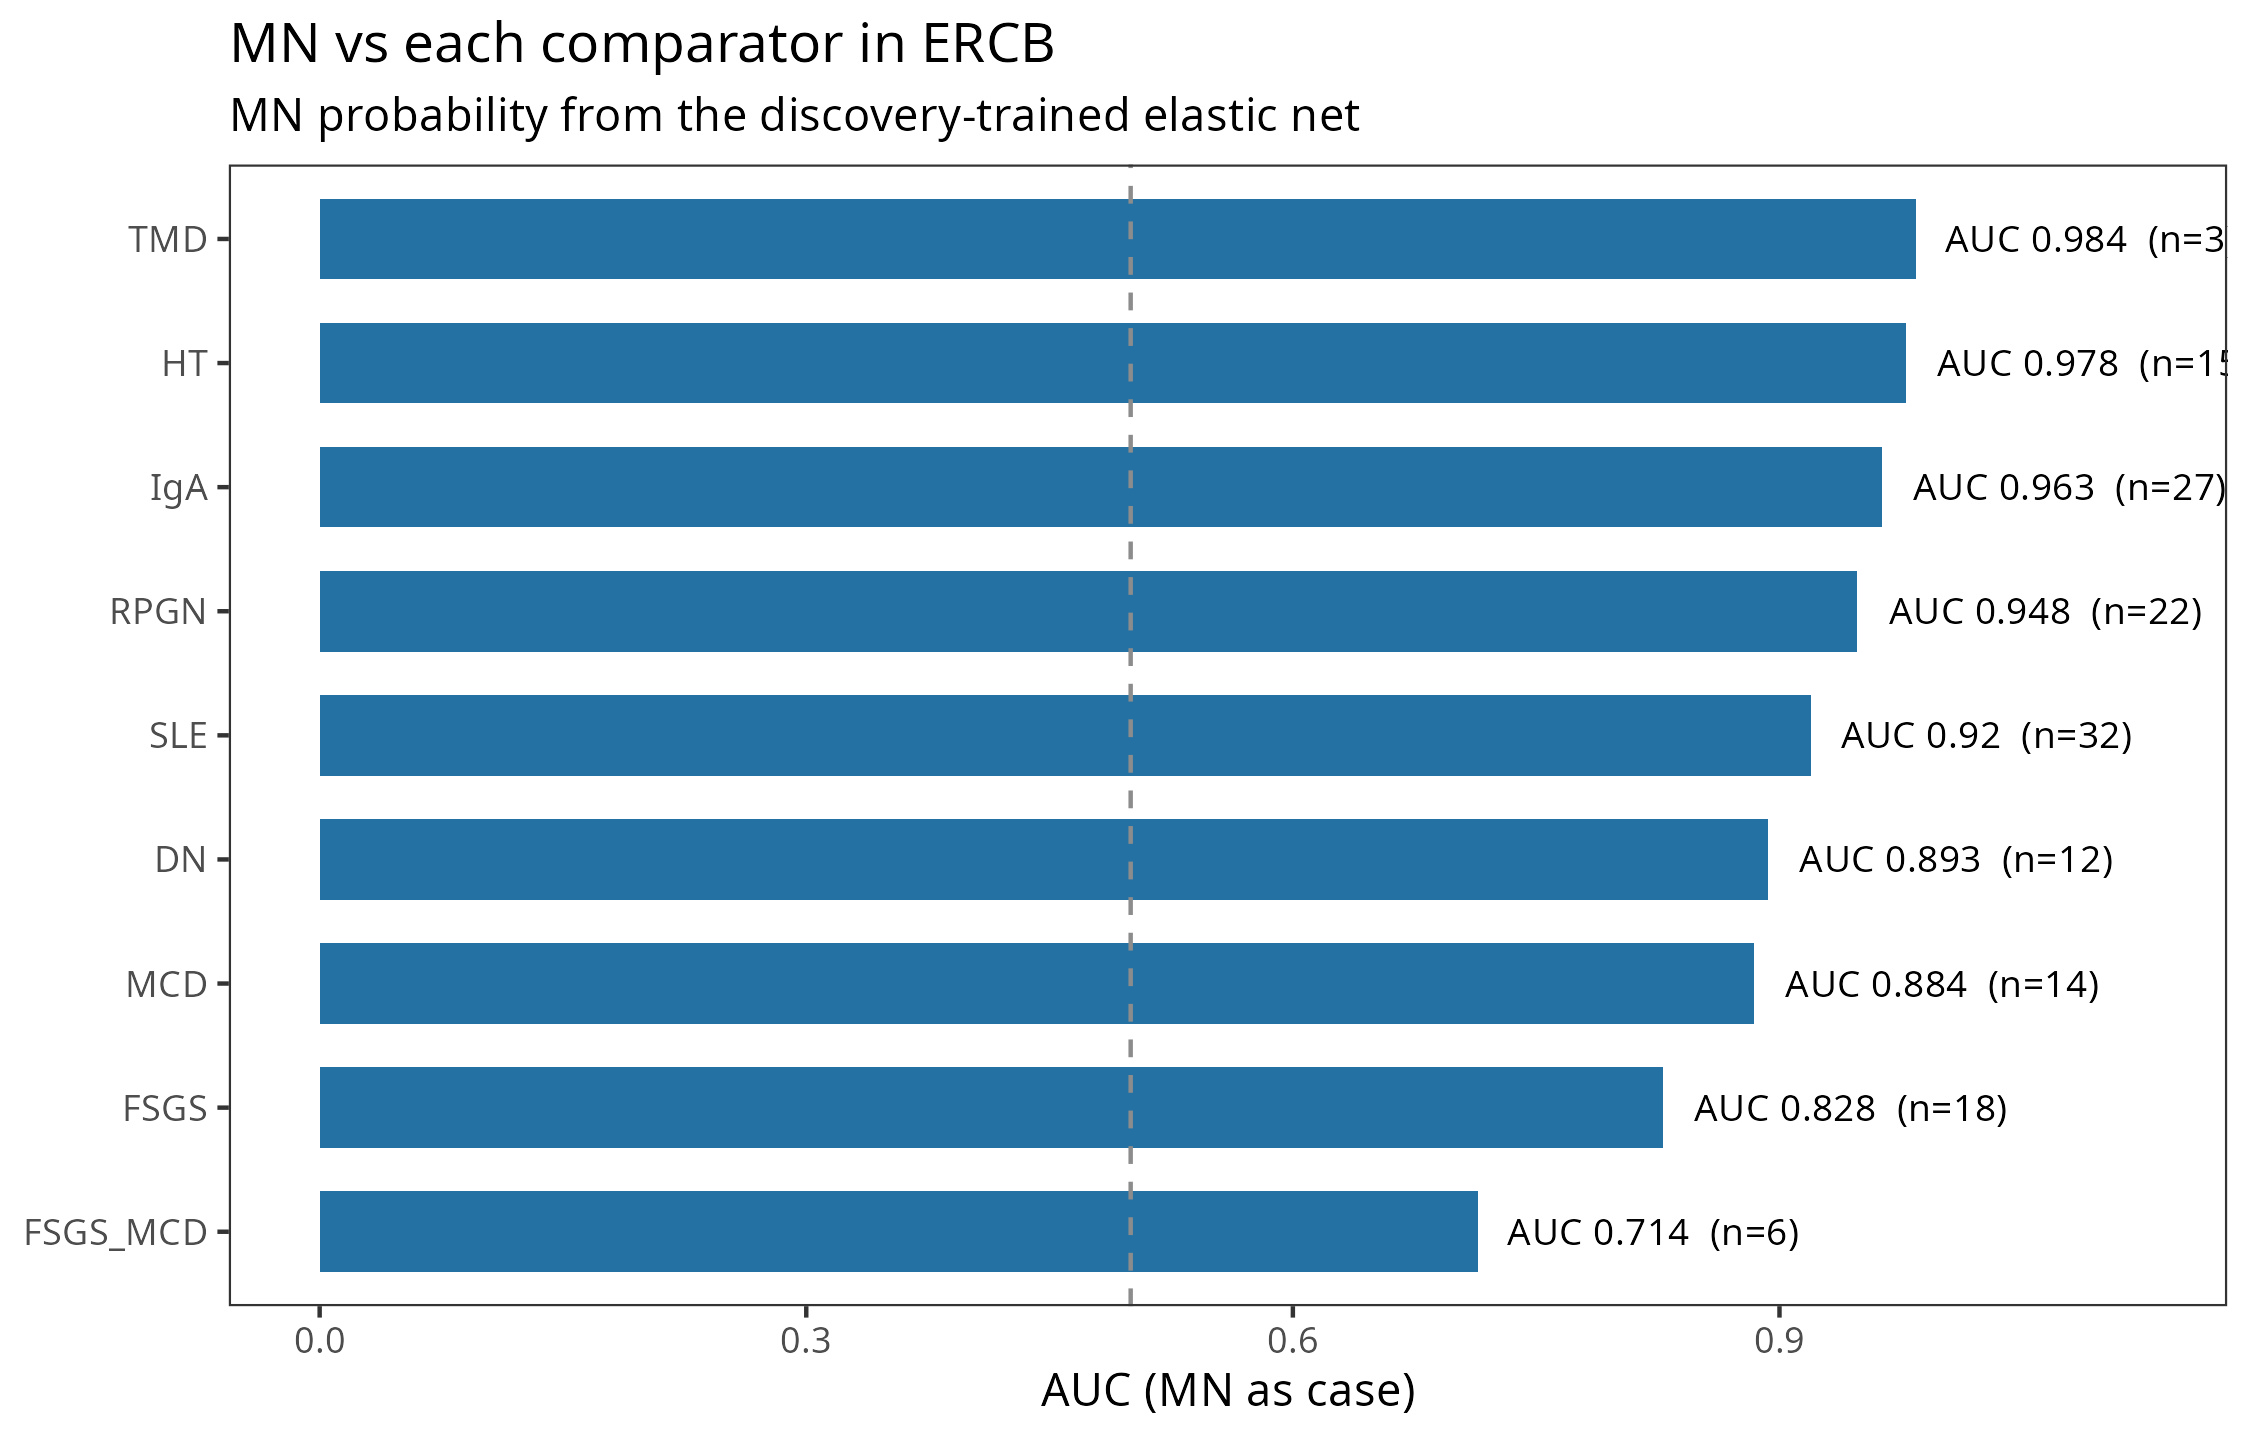 MN vs each comparator in ERCB
MN probability from the discovery-trained elastic net
TMD
AUC 0.984 (n=3
HT
AUC 0.978 (n=15
IgA
AUC 0.963 (n=27)
RPGN
AUC 0.948 (n=22)
SLE
AUC 0.92 (n=32)
DN
AUC 0.893 (n=12)
MCD
AUC 0.884 (n=14)
FSGS
AUC 0.828 (n=18)
FSGS_MCD
AUC 0.714 (n=6)
0.0 0.3 0.6 0.9
AUC (MN as case)